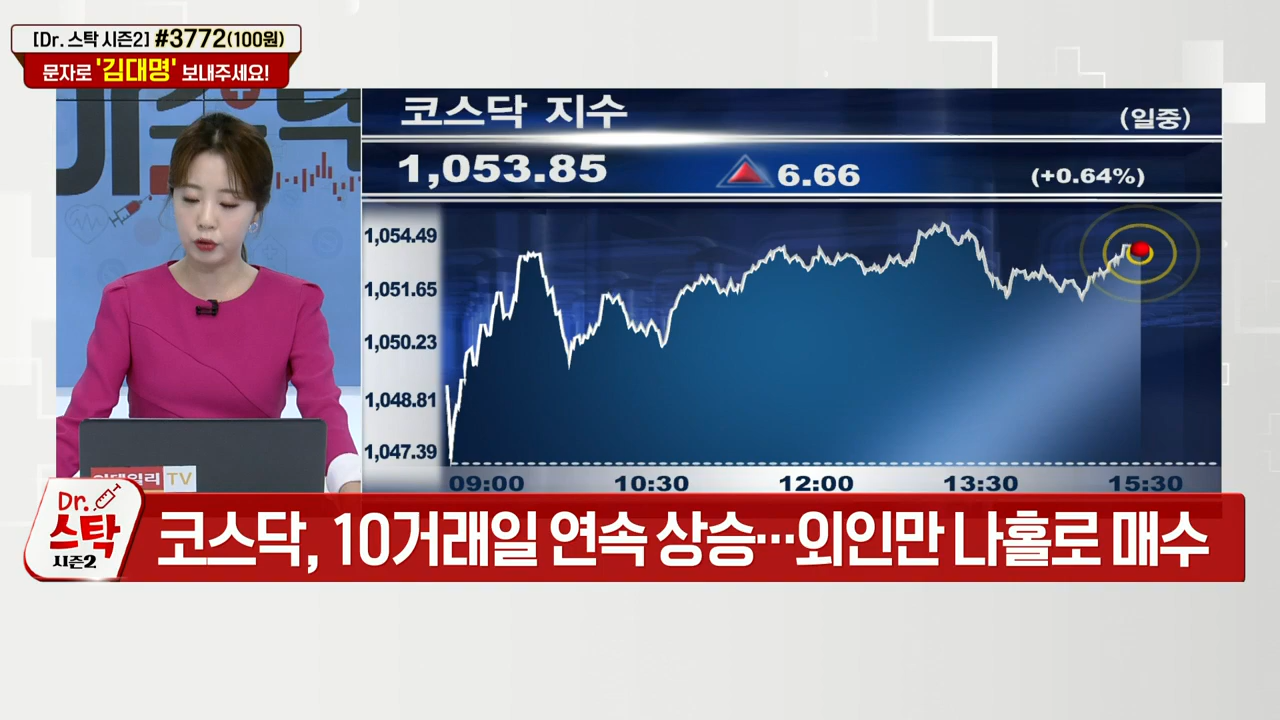 [Dr. 스탁 시즌2] #3772(100원)
문자로 '김대명' 보내주세요!
코스닥 지수
(일중)
1,053.85
6.66
(+0.64%)
1,054.49
1,051.65
1,050.23
1,048.81
1,047.39
09:00
10:30
12:00
13:30
15:30
TV
Dr.
스탁
시즌2
코스닥, 10거래일 연속 상승…외인만 나홀로 매수